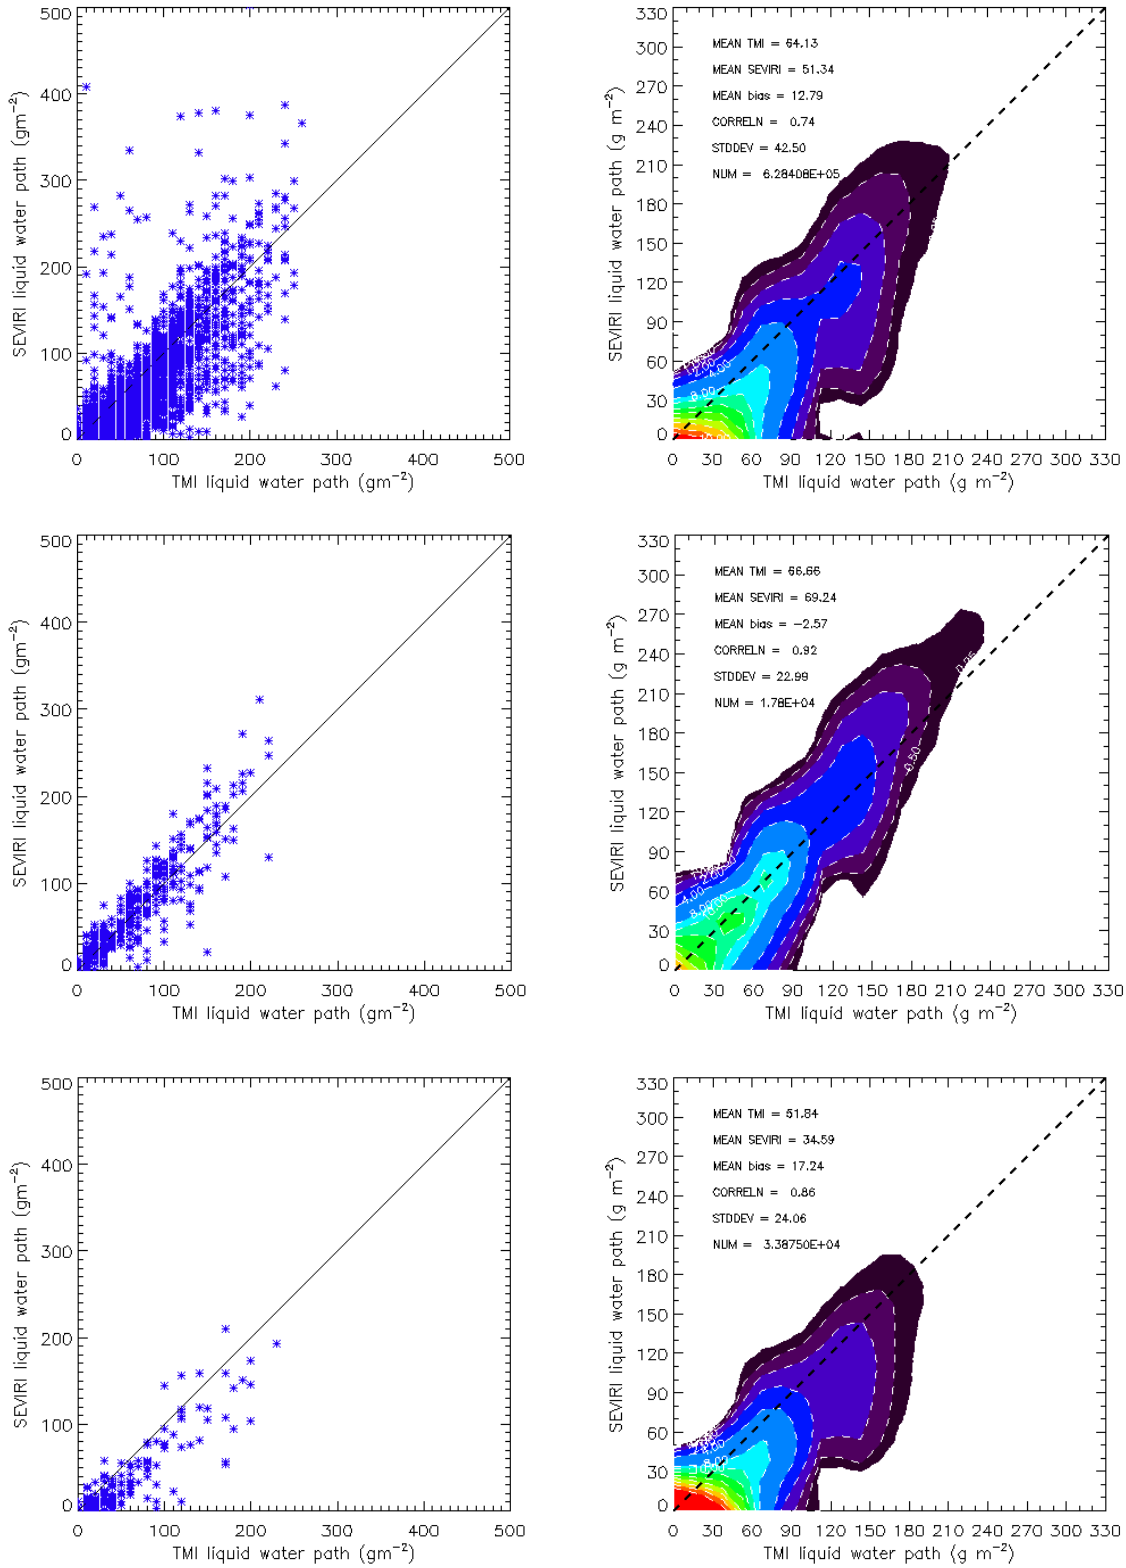 500
400
300
200
100
0
SEVIRI liquid water path (gm⁻²)
0 100 200 300 400 500
TMI liquid water path (gm⁻²)
330
300
270
240
210
180
150
120
90
60
30
0
SEVIRI liquid water path (g m⁻²)
MEAN TMI = 64.13
MEAN SEVIRI = 51.34
MEAN bias = 12.79
CORRELN = 0.74
STDDEV = 42.50
NUM = 6.28408E+05
0 30 60 90 120 150 180 210 240 270 300 330
TMI liquid water path (g m⁻²)
500
400
300
200
100
0
SEVIRI liquid water path (gm⁻²)
0 100 200 300 400 500
TMI liquid water path (gm⁻²)
330
300
270
240
210
180
150
120
90
60
30
0
SEVIRI liquid water path (g m⁻²)
MEAN TMI = 66.66
MEAN SEVIRI = 69.24
MEAN bias = −2.57
CORRELN = 0.92
STDDEV = 22.99
NUM = 1.78E+04
0.50
4.00
8.00
0 30 60 90 120 150 180 210 240 270 300 330
TMI liquid water path (g m⁻²)
500
400
300
200
100
0
SEVIRI liquid water path (gm⁻²)
0 100 200 300 400 500
TMI liquid water path (gm⁻²)
330
300
270
240
210
180
150
120
90
60
30
0
SEVIRI liquid water path (g m⁻²)
MEAN TMI = 51.84
MEAN SEVIRI = 34.59
MEAN bias = 17.24
CORRELN = 0.86
STDDEV = 24.06
NUM = 3.38750E+04
0 30 60 90 120 150 180 210 240 270 300 330
TMI liquid water path (g m⁻²)